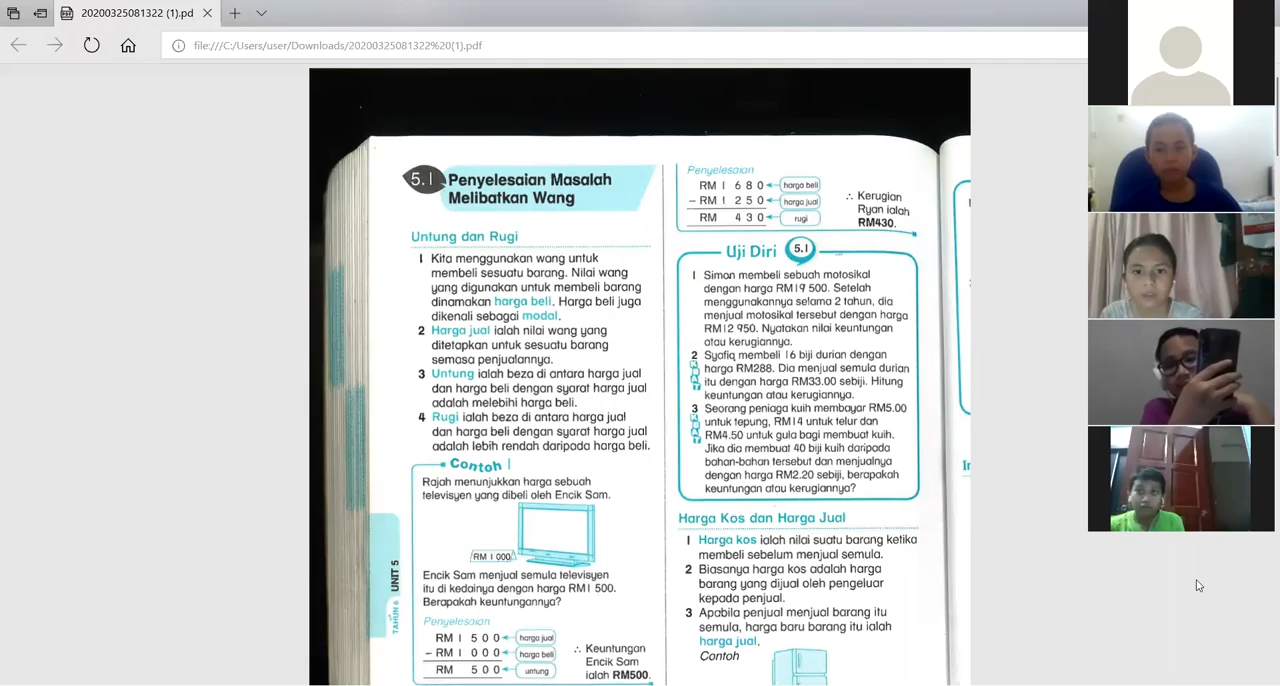 20200325081322 (1).pd
file:///C:/Users/user/Downloads/20200325081322%20(1).pdf
5.1
Penyelesaian Masalah
Melibatkan Wang
Untung dan Rugi
1 Kita menggunakan wang untuk
membeli sesuatu barang. Nilai wang
yang digunakan untuk membeli barang
dinamakan harga beli. Harga beli juga
dikenali sebagai modal.
2 Harga jual ialah nilai wang yang
ditetapkan untuk sesuatu barang
semasa penjualannya.
3 Untung ialah beza di antara harga jual
dan harga beli dengan syarat harga jual
adalah melebihi harga beli.
4 Rugi ialah beza di antara harga jual
dan harga beli dengan syarat harga jual
adalah lebih rendah daripada harga beli.
Contoh 1
Rajah menunjukkan harga sebuah
televisyen yang dibeli oleh Encik Sam.
RM 1 000
Encik Sam menjual semula televisyen
itu di kedainya dengan harga RM1 500.
Berapakah keuntungannya?
Penyelesaian
RM 1 5 0 0 harga jual
- RM 1 0 0 0 harga beli
RM 5 0 0 untung
∴ Keuntungan
Encik Sam
ialah RM500.
TAHUN 6 UNIT 5
Penyelesaian
RM 1 6 8 0 harga beli
- RM 1 2 5 0 harga jual
RM 4 3 0 rugi
∴ Kerugian
Ryan ialah
RM430.
Uji Diri 5.1
1 Simon membeli sebuah motosikal
dengan harga RM19 500. Setelah
menggunakannya selama 2 tahun, dia
menjual motosikal tersebut dengan harga
RM12 950. Nyatakan nilai keuntungan
atau kerugiannya.
2 Syafiq membeli 16 biji durian dengan
harga RM288. Dia menjual semula durian
itu dengan harga RM33.00 sebiji. Hitung
keuntungan atau kerugiannya.
3 Seorang peniaga kuih membayar RM5.00
untuk tepung, RM14 untuk telur dan
RM4.50 untuk gula bagi membuat kuih.
Jika dia membuat 40 biji kuih daripada
bahan-bahan tersebut dan menjualnya
dengan harga RM2.20 sebiji, berapakah
keuntungan atau kerugiannya?
Harga Kos dan Harga Jual
1 Harga kos ialah nilai suatu barang ketika
membeli sebelum menjual semula.
2 Biasanya harga kos adalah harga
barang yang dijual oleh pengeluar
kepada penjual.
3 Apabila penjual menjual barang itu
semula, harga baru barang itu ialah
harga jual.
Contoh